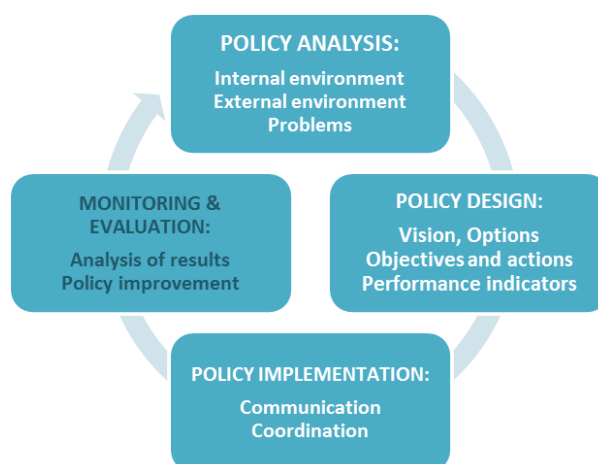 POLICY ANALYSIS:
Internal environment
External environment
Problems
POLICY DESIGN:
Vision, Options
Objectives and actions
Performance indicators
POLICY IMPLEMENTATION:
Communication
Coordination
MONITORING &
EVALUATION:
Analysis of results
Policy improvement